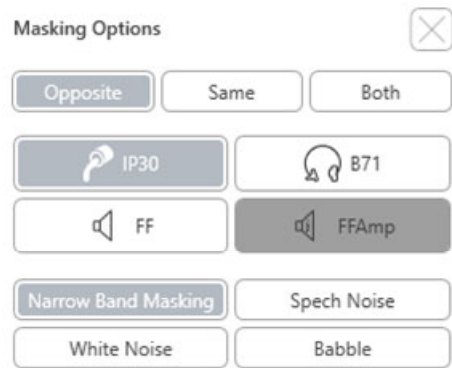 Masking Options
Opposite Same Both
IP30 B71
FF FFAmp
Narrow Band Masking Spech Noise
White Noise Babble